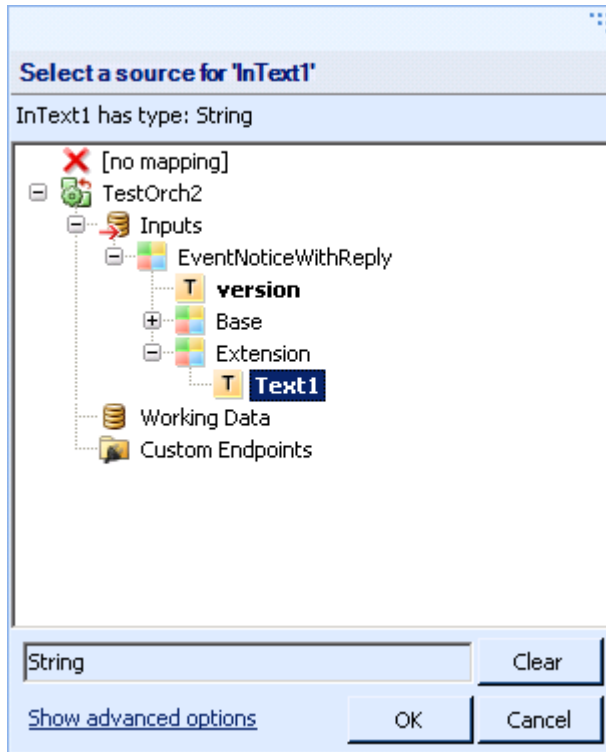 Select a source for 'InText1'
InText1 has type: String
[no mapping]
TestOrch2
Inputs
EventNoticeWithReply
T version
Base
Extension
T Text1
Working Data
Custom Endpoints
String Clear
Show advanced options OK Cancel